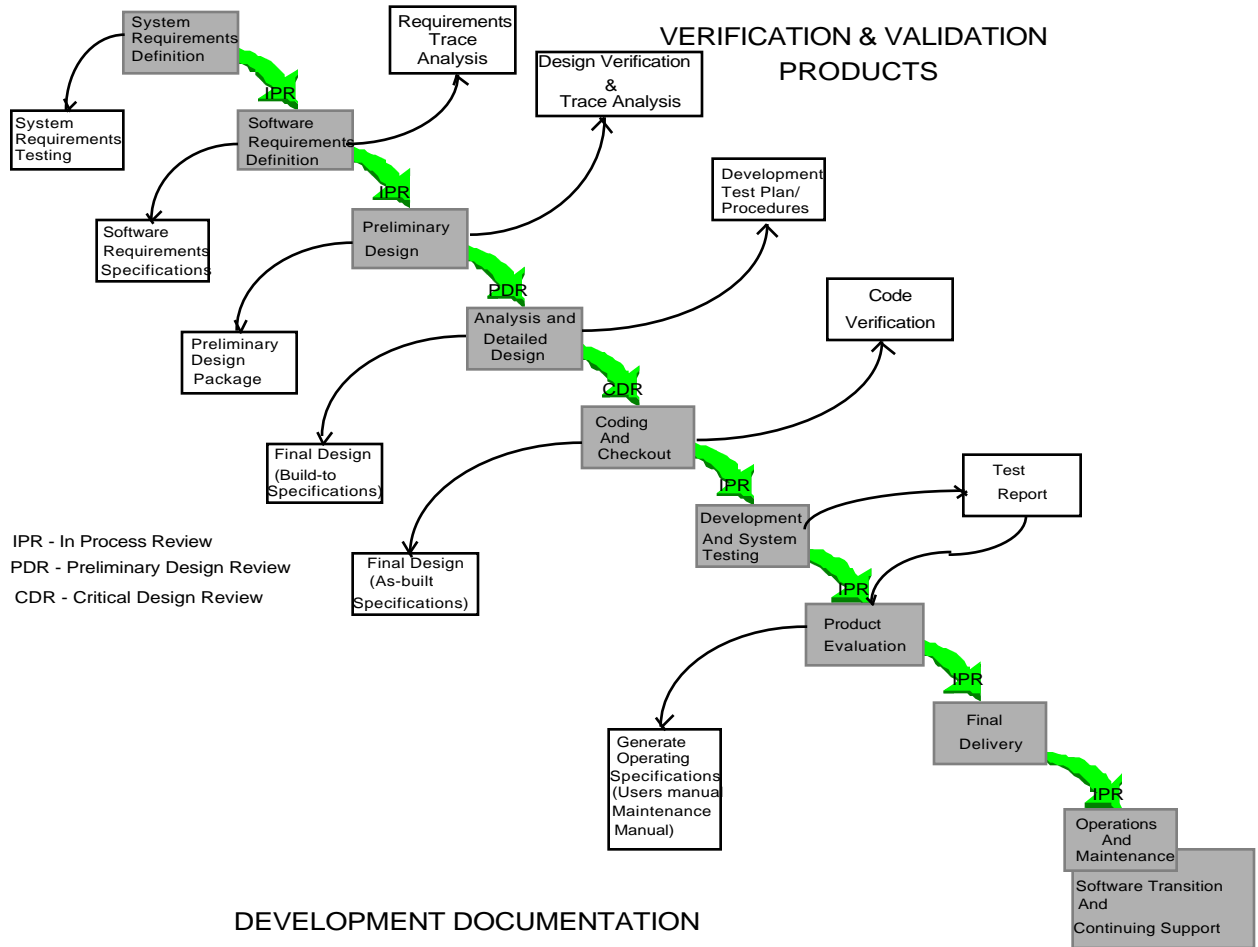 System
Requirements
Definition
Requirements
Trace
Analysis
VERIFICATION & VALIDATION
PRODUCTS
Design Verification
&
Trace Analysis
IPR
System
Requirements
Testing
Software
Requirements
Definition
IPR
Development
Test Plan/
Procedures
Software
Requirements
Specifications
Preliminary
Design
PDR
Code
Verification
Preliminary
Design
Package
Analysis and
Detailed
Design
CDR
Final Design
(Build-to
Specifications)
Coding
And
Checkout
IPR
Test
Report
Development
And System
Testing
IPR - In Process Review
PDR - Preliminary Design Review
CDR - Critical Design Review
Final Design
(As-built
Specifications)
IPR
Product
Evaluation
IPR
Generate
Operating
Specifications
(Users manual
Maintenance
Manual)
Final
Delivery
IPR
Operations
And
Maintenance
Software Transition
And
Continuing Support
DEVELOPMENT DOCUMENTATION